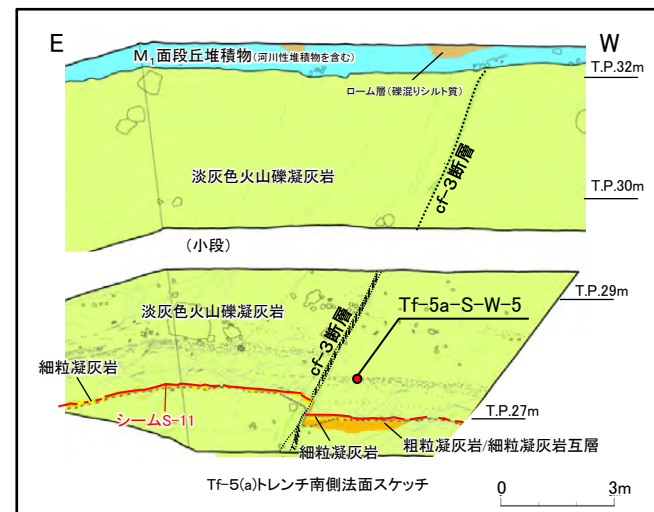 E
W
M₁面段丘堆積物(河川性堆積物を含む)
ローム層(礫混りシルト質)
T.P.32m
淡灰色火山礫凝灰岩
cf-3断層
T.P.30m
(小段)
淡灰色火山礫凝灰岩
cf-3断層
Tf-5a-S-W-5
T.P.29m
細粒凝灰岩
シームS-11
T.P.27m
細粒凝灰岩
粗粒凝灰岩/細粒凝灰岩互層
Tf-5(a)トレンチ南側法面スケッチ
0 3m